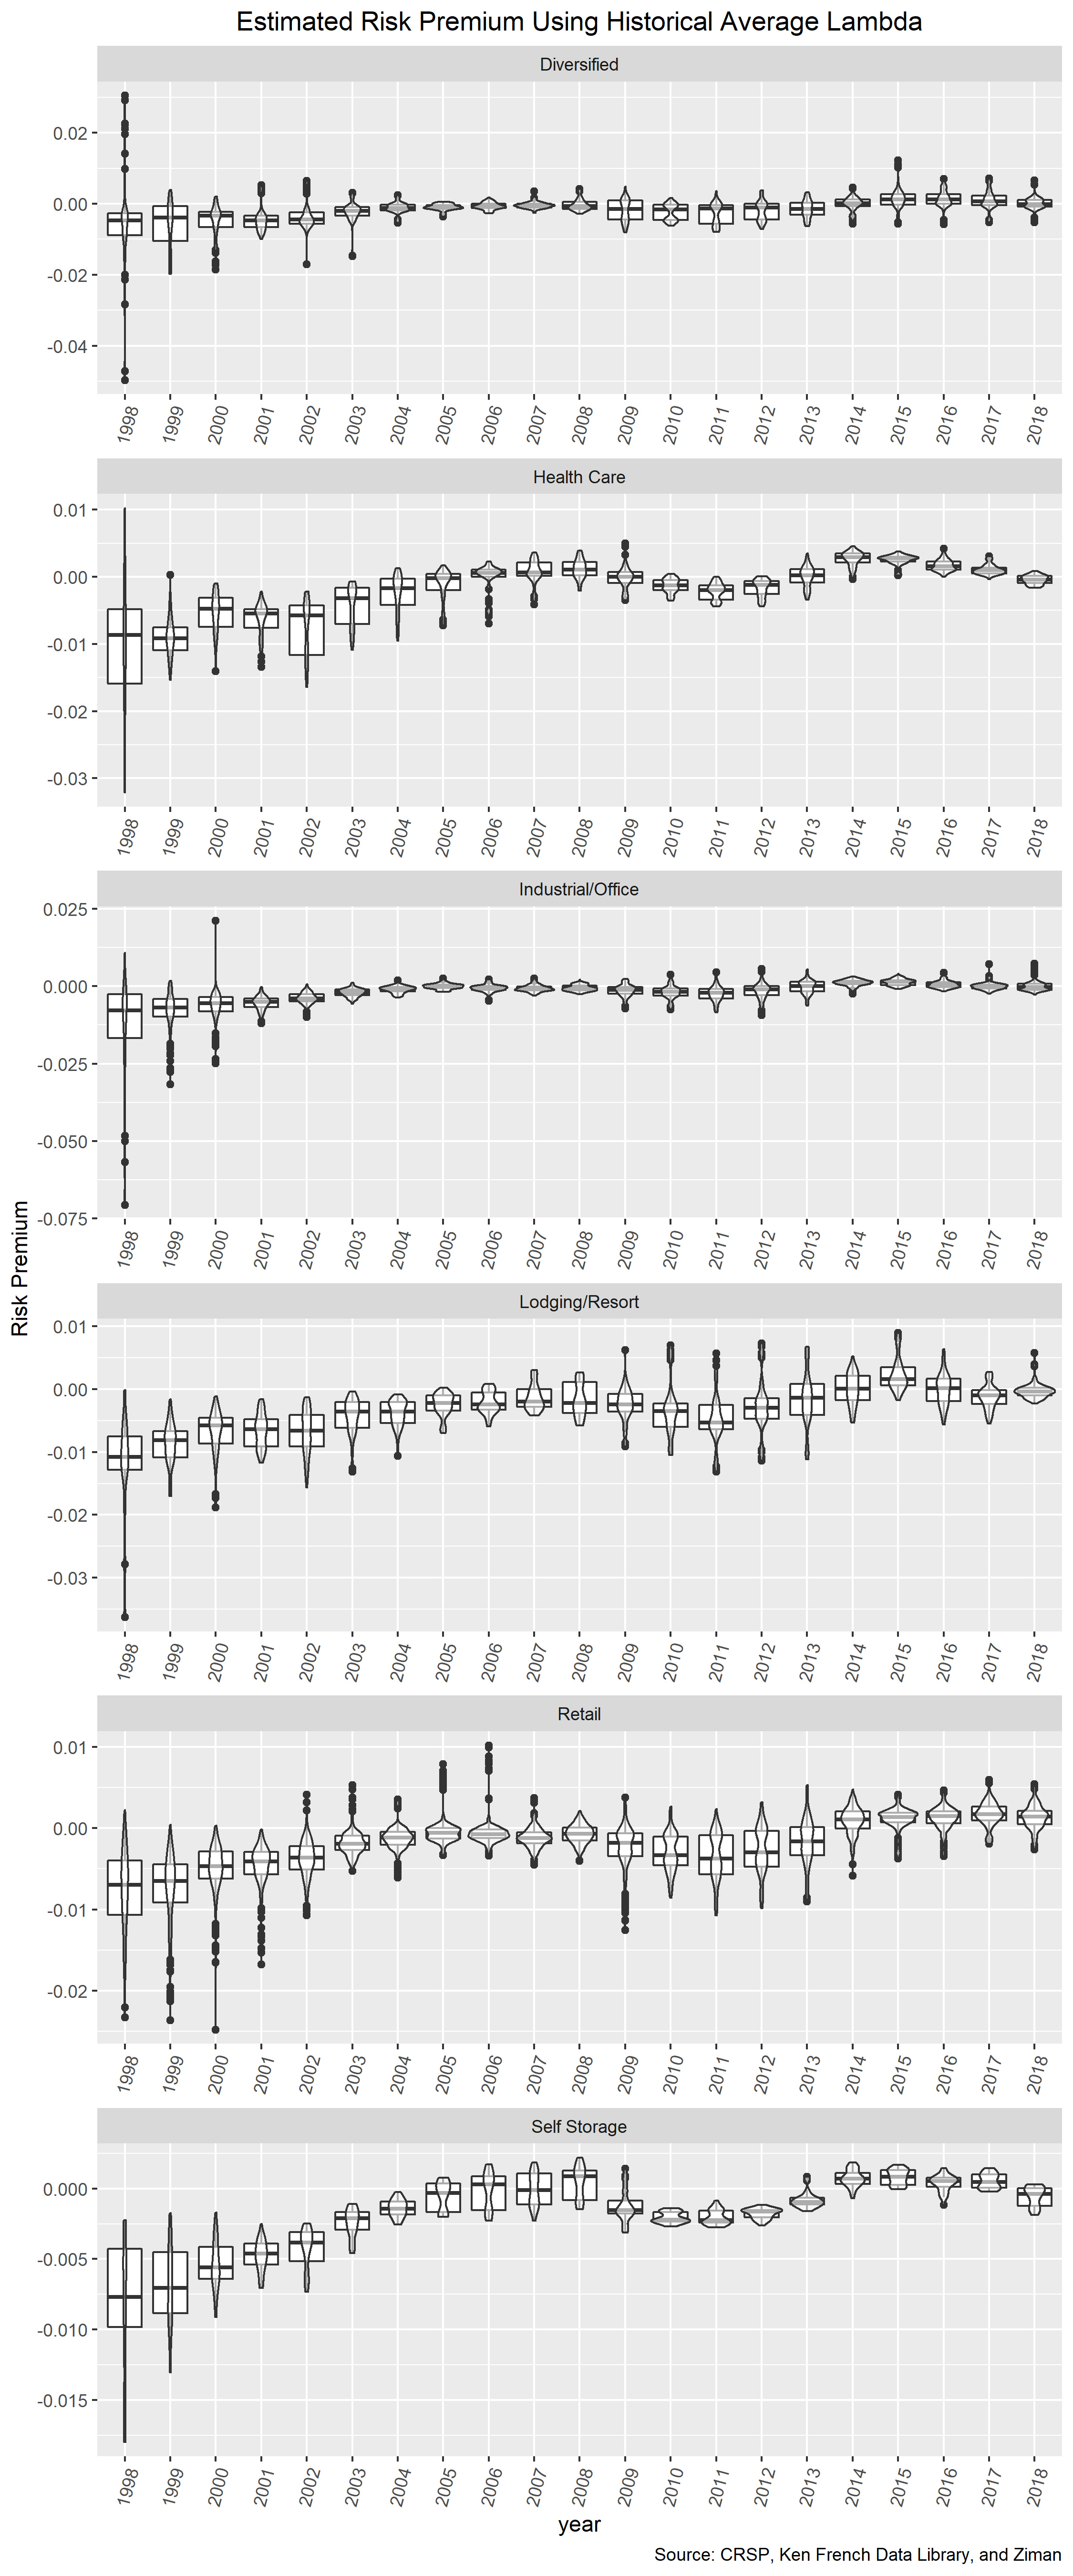 Estimated Risk Premium Using Historical Average Lambda
Diversified
0.02
0.00
-0.02
-0.04
1998 1999 2000 2001 2002 2003 2004 2005 2006 2007 2008 2009 2010 2011 2012 2013 2014 2015 2016 2017 2018
Health Care
0.01
0.00
-0.01
-0.02
-0.03
1998 1999 2000 2001 2002 2003 2004 2005 2006 2007 2008 2009 2010 2011 2012 2013 2014 2015 2016 2017 2018
Industrial/Office
0.025
0.000
-0.025
-0.050
-0.075
1998 1999 2000 2001 2002 2003 2004 2005 2006 2007 2008 2009 2010 2011 2012 2013 2014 2015 2016 2017 2018
Risk Premium
Lodging/Resort
0.01
0.00
-0.01
-0.02
-0.03
1998 1999 2000 2001 2002 2003 2004 2005 2006 2007 2008 2009 2010 2011 2012 2013 2014 2015 2016 2017 2018
Retail
0.01
0.00
-0.01
-0.02
1998 1999 2000 2001 2002 2003 2004 2005 2006 2007 2008 2009 2010 2011 2012 2013 2014 2015 2016 2017 2018
Self Storage
0.000
-0.005
-0.010
-0.015
1998 1999 2000 2001 2002 2003 2004 2005 2006 2007 2008 2009 2010 2011 2012 2013 2014 2015 2016 2017 2018
year
Source: CRSP, Ken French Data Library, and Ziman